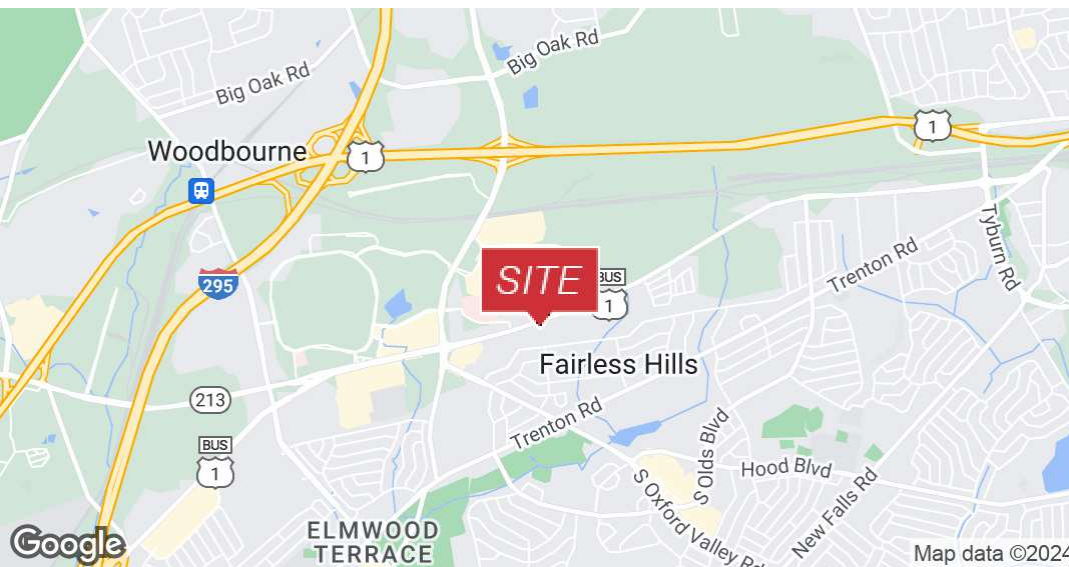 Big Oak Rd
Big Oak Rd
Woodbourne
1
1
295
SITE
BUS
1
Tyburn Rd
Trenton Rd
Fairless Hills
213
Trenton Rd
BUS
1
S Olds Blvd
Hood Blvd
S Oxford Valley Rd
New Falls Rd
ELMWOOD
TERRACE
Google
Map data ©2024